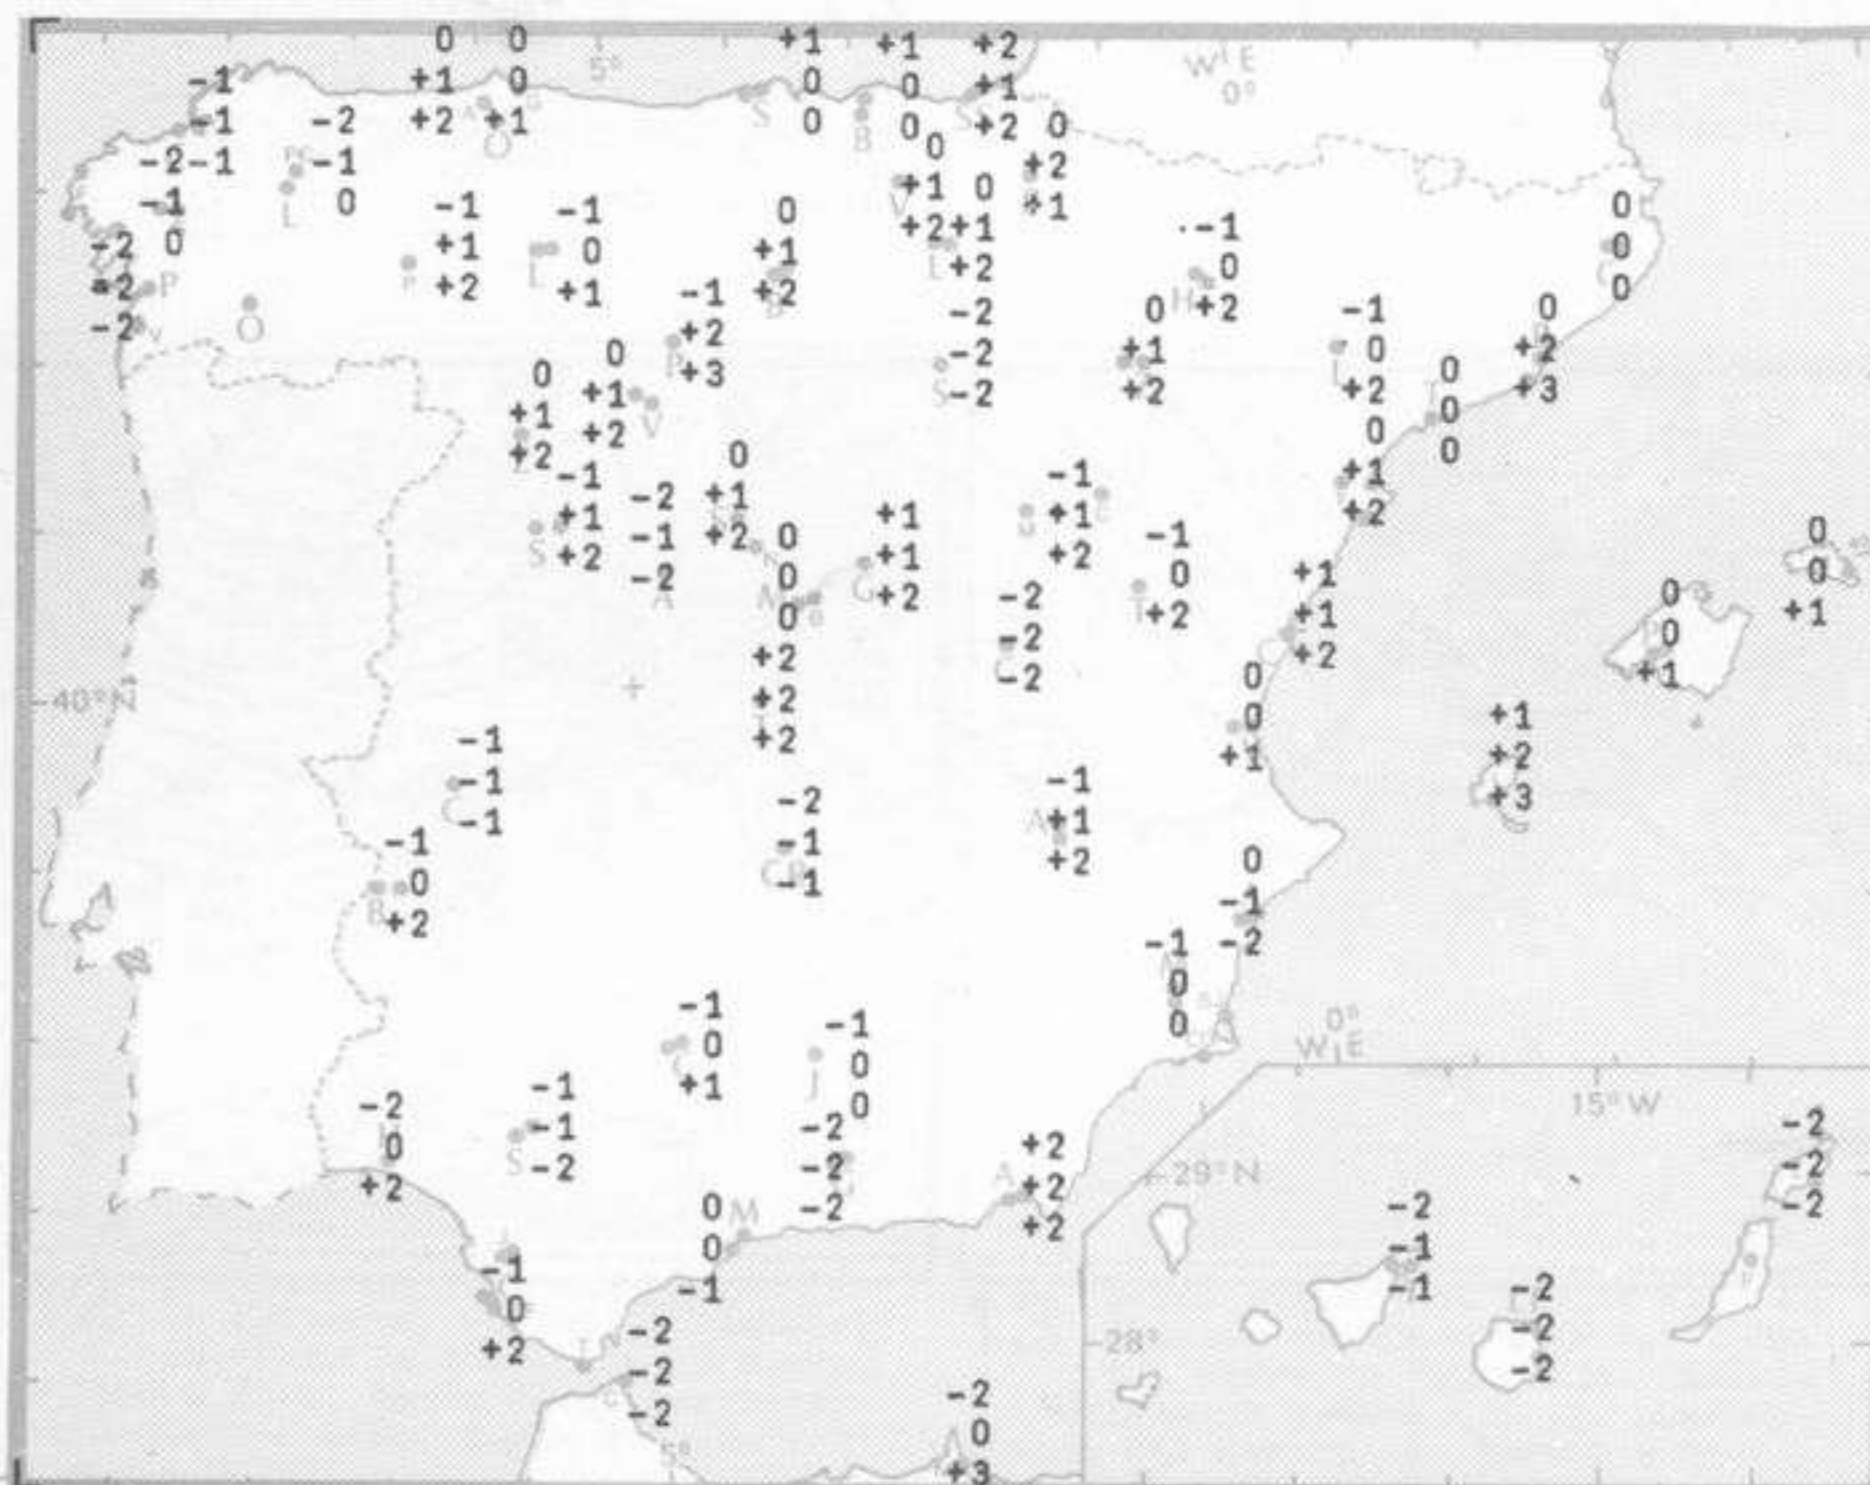 0 0 +1 +1 +2
5° W E
-1 +1 0 0 0 +1
0°
-1 -2 +2 +1 0 0 +2 0
S B S
O 0
-2 -1 -1 +2
-1 0 -1 -1 0 +1 0 +1 0
L V
-2 0 +1 0 +1 +2 +1 -1 0
-2 P +2 L +1 -1 +2 L +2 0 0
-2 V O +2 -2 H +2 0 -1 0
0 P +3 -2 +1 0 +2
0 +1 S -2 +2 L +2 0 +3
+1 V 0 0
+2 +2 0 +1 0
-1 -2 +1 -1 +2
+1 -1 +2 0 +1 +1 -1 0
S +2 -2 0 +1 +2 0 +1 0
A M 0 G +2 -2 T +2 +1 0 +1
+2 -2 +2 0
C -2 0 +1
40° N +2 0 +1
-1 +2 +1 +2
-1 -2 -1 +3
C -1 -1 A +1
-1 -1 +2 0
0 -1
B +2 -1 -2
0
-1 -1 0 0°
0 0 W E
+1 J 0 15° W
-2 -1 -2 +2 -2
0 -1 -2 A +2 29° N -2
+2 S -2 0 M -2 +2 -2 -2
0 -1
-1 -1 -1 -2
0 -2 -2
+2 T -2 -2 28° -2
-2 0
5° +3